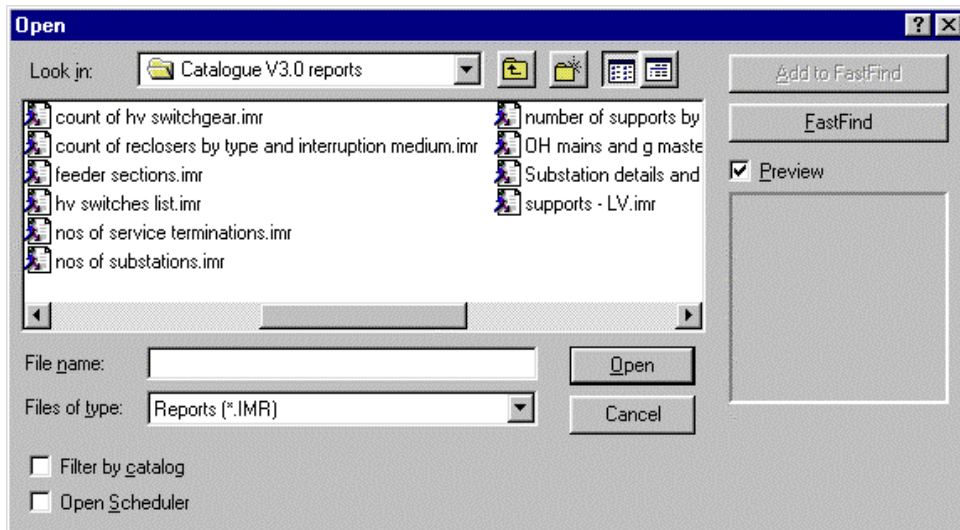 Open
Look in: Catalogue V3.0 reports
Add to FastFind
count of hv switchgear.imr
count of reclosers by type and interruption medium.imr
feeder sections.imr
hv switches list.imr
nos of service terminations.imr
nos of substations.imr
number of supports by
OH mains and g maste
Substation details and
supports - LV.imr
FastFind
Preview
File name:
Open
Files of type: Reports (*.IMR)
Cancel
Filter by catalog
Open Scheduler